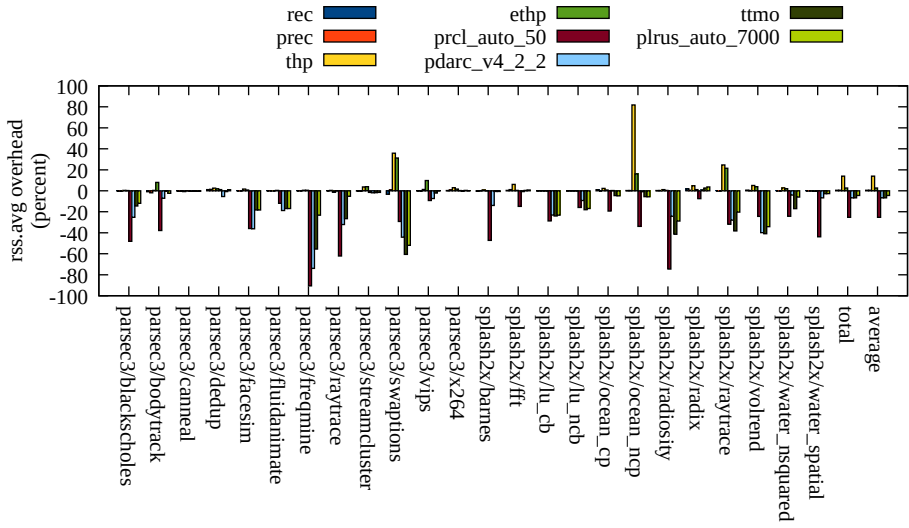 rec ethp ttmo
prec prcl_auto_50 plrus_auto_7000
thp pdarc_v4_2_2
rss.avg overhead
(percent)
100
80
60
40
20
0
-20
-40
-60
-80
-100
parsec3/blackscholes
parsec3/bodytrack
parsec3/canneal
parsec3/dedup
parsec3/facesim
parsec3/fluidanimate
parsec3/freqmine
parsec3/raytrace
parsec3/streamcluster
parsec3/swaptions
parsec3/vips
parsec3/x264
splash2x/barnes
splash2x/fft
splash2x/lu_cb
splash2x/lu_ncb
splash2x/ocean_cp
splash2x/ocean_ncp
splash2x/radiosity
splash2x/radix
splash2x/raytrace
splash2x/volrend
splash2x/water_nsquared
splash2x/water_spatial
total
average